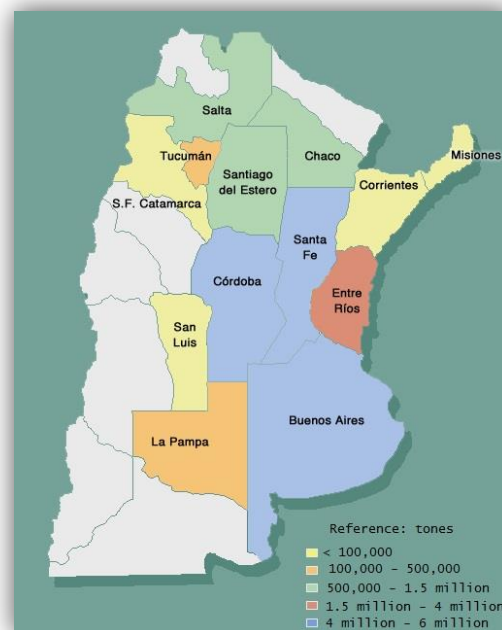 Salta
Tucumán
Santiago
del Estero
Chaco
Misiones
Corrientes
S.F. Catamarca
Santa
Fe
Córdoba
Entre
Ríos
San
Luis
Buenos Aires
La Pampa
Reference: tones
< 100,000
100,000 - 500,000
500,000 - 1.5 million
1.5 million - 4 million
4 million - 6 million